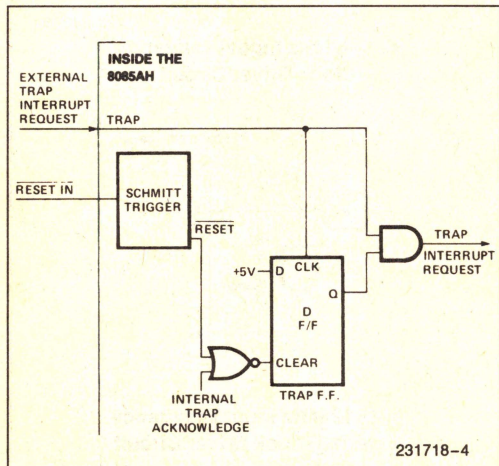 INSIDE THE
8085AH
EXTERNAL
TRAP
INTERRUPT
REQUEST
TRAP
RESET IN
SCHMITT
TRIGGER
RESET
+5V
D
CLK
Q
D
F/F
CLEAR
TRAP F.F.
TRAP
INTERRUPT
REQUEST
INTERNAL
TRAP
ACKNOWLEDGE
231718-4